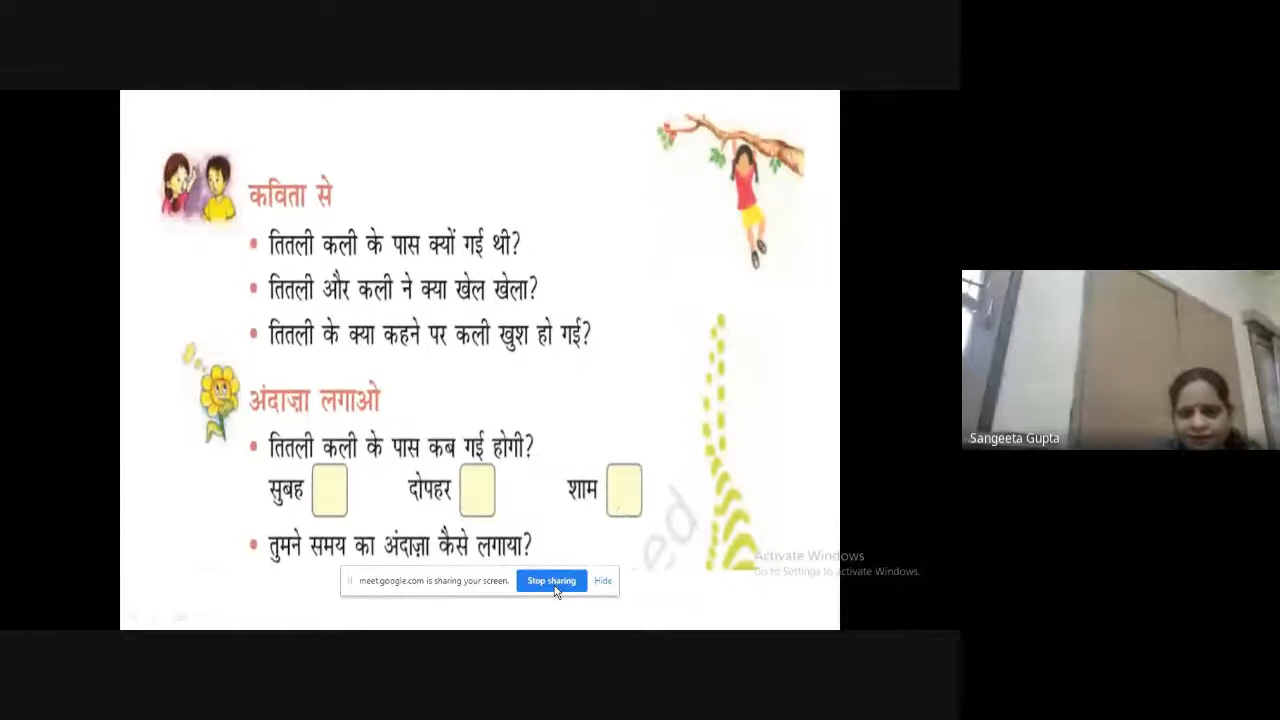 कविता से
• तितली कली के पास क्यों गई थी?
• तितली और कली ने क्या खेल खेला?
• तितली के क्या कहने पर कली खुश हो गई?
अंदाज़ा लगाओ
• तितली कली के पास कब गई होगी?
सुबह दोपहर शाम
• तुमने समय का अंदाज़ा कैसे लगाया?
meet.google.com is sharing your screen. Stop sharing Hide
Sangeeta Gupta
ed
Activate Windows
Go to Settings to activate Windows.